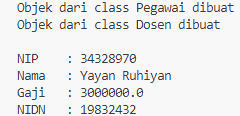 Objek dari class Pegawai dibuat
Objek dari class Dosen dibuat
NIP : 34328970
Nama : Yayan Ruhiyan
Gaji : 3000000.0
NIDN : 19832432